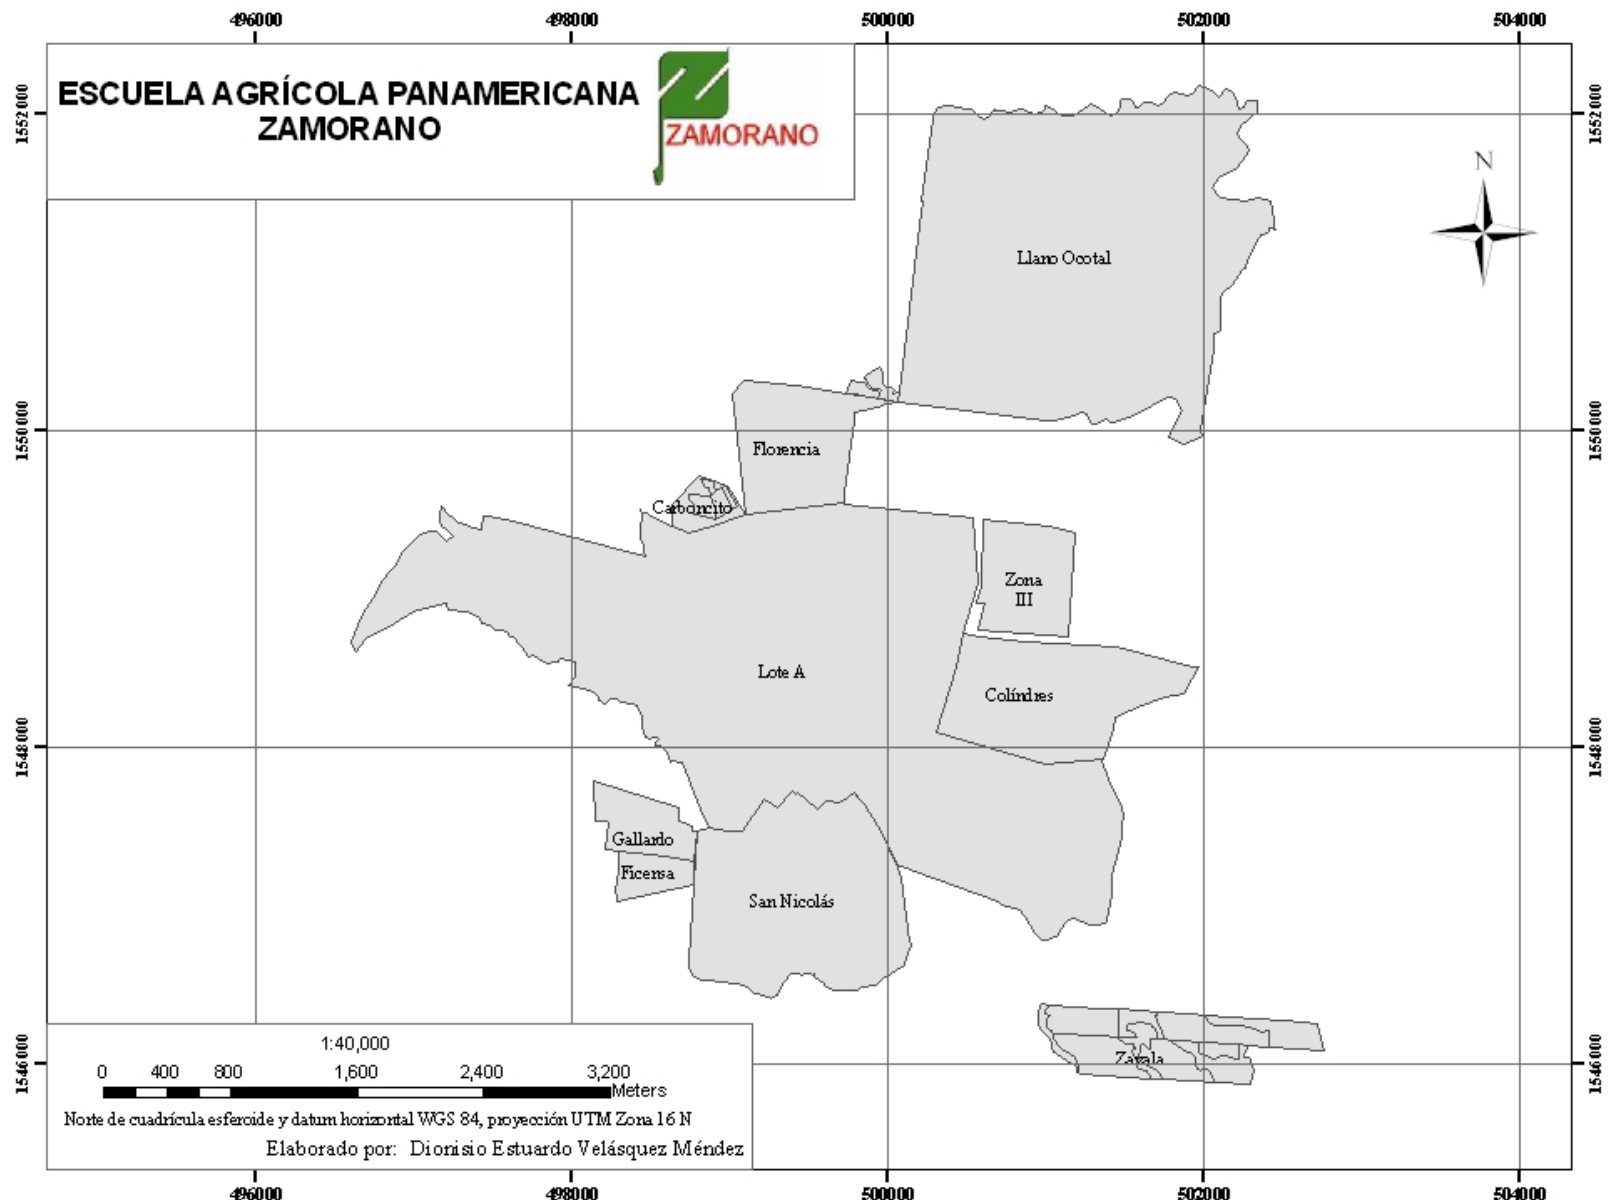 496000 498000 500000 502000 504000
ESCUELA AGRÍCOLA PANAMERICANA
ZAMORANO
ZAMORANO
1552000 1552000
N
Llano Ocotal
1550000 1550000
Florencia
Carboncito
Zona
III
Lote A
Colíndres
1548000 1548000
Gallardo
Ficensa
San Nicolás
Zavala
1546000 1546000
1:40,000
0 400 800 1,600 2,400 3,200
Meters
Norte de cuadrícula esferoide y datum horizontal WGS 84, proyección UTM Zona 16 N
Elaborado por: Dionisio Estuardo Velásquez Méndez
496000 498000 500000 502000 504000